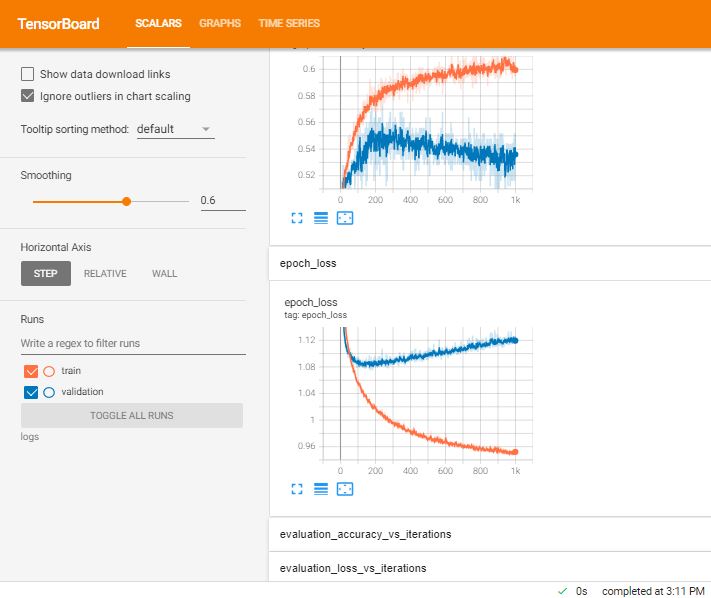 TensorBoard SCALARS GRAPHS TIME SERIES
Show data download links
Ignore outliers in chart scaling
Tooltip sorting method: default
Smoothing
0.6
Horizontal Axis
STEP RELATIVE WALL
Runs
Write a regex to filter runs
train
validation
TOGGLE ALL RUNS
logs
0.6
0.58
0.56
0.54
0.52
0 200 400 600 800 1k
epoch_loss
epoch_loss
tag: epoch_loss
1.12
1.08
1.04
1
0.96
0 200 400 600 800 1k
evaluation_accuracy_vs_iterations
evaluation_loss_vs_iterations
0s completed at 3:11 PM